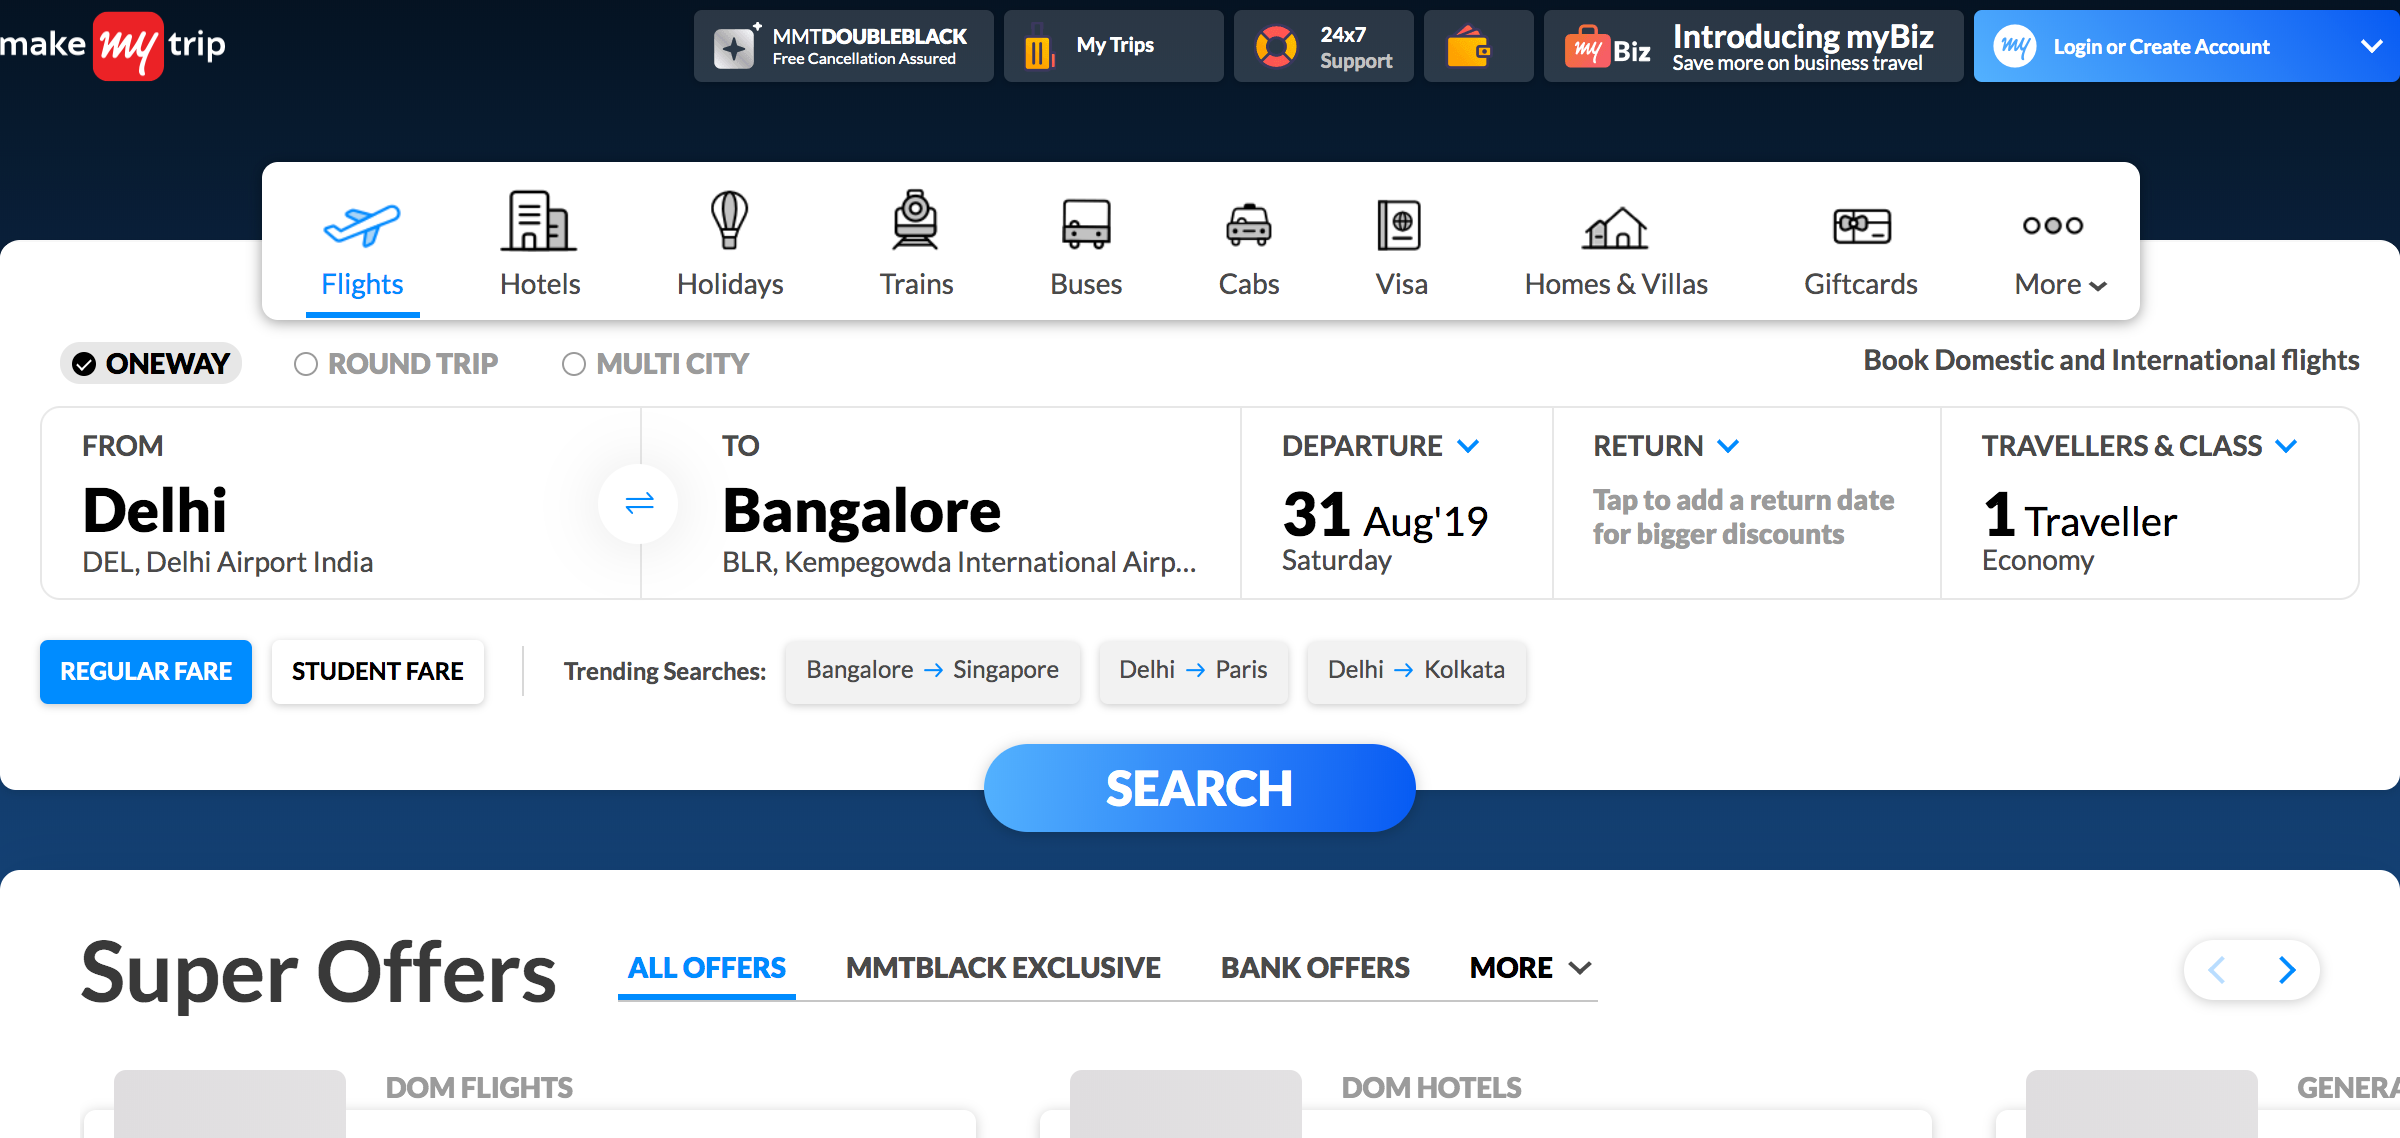 make my trip
MMTDOUBLEBLACK
Free Cancellation Assured
My Trips
24x7
Support
my Biz
Introducing myBiz
Save more on business travel
my
Login or Create Account
Flights
Hotels
Holidays
Trains
Buses
Cabs
Visa
Homes & Villas
Giftcards
More
ONEWAY
ROUND TRIP
MULTI CITY
Book Domestic and International flights
FROM
Delhi
DEL, Delhi Airport India
TO
Bangalore
BLR, Kempegowda International Airp...
DEPARTURE
31 Aug'19
Saturday
RETURN
Tap to add a return date
for bigger discounts
TRAVELLERS & CLASS
1 Traveller
Economy
REGULAR FARE
STUDENT FARE
Trending Searches:
Bangalore → Singapore
Delhi → Paris
Delhi → Kolkata
SEARCH
Super Offers
ALL OFFERS
MMTBLACK EXCLUSIVE
BANK OFFERS
MORE
DOM FLIGHTS
DOM HOTELS
GENERA